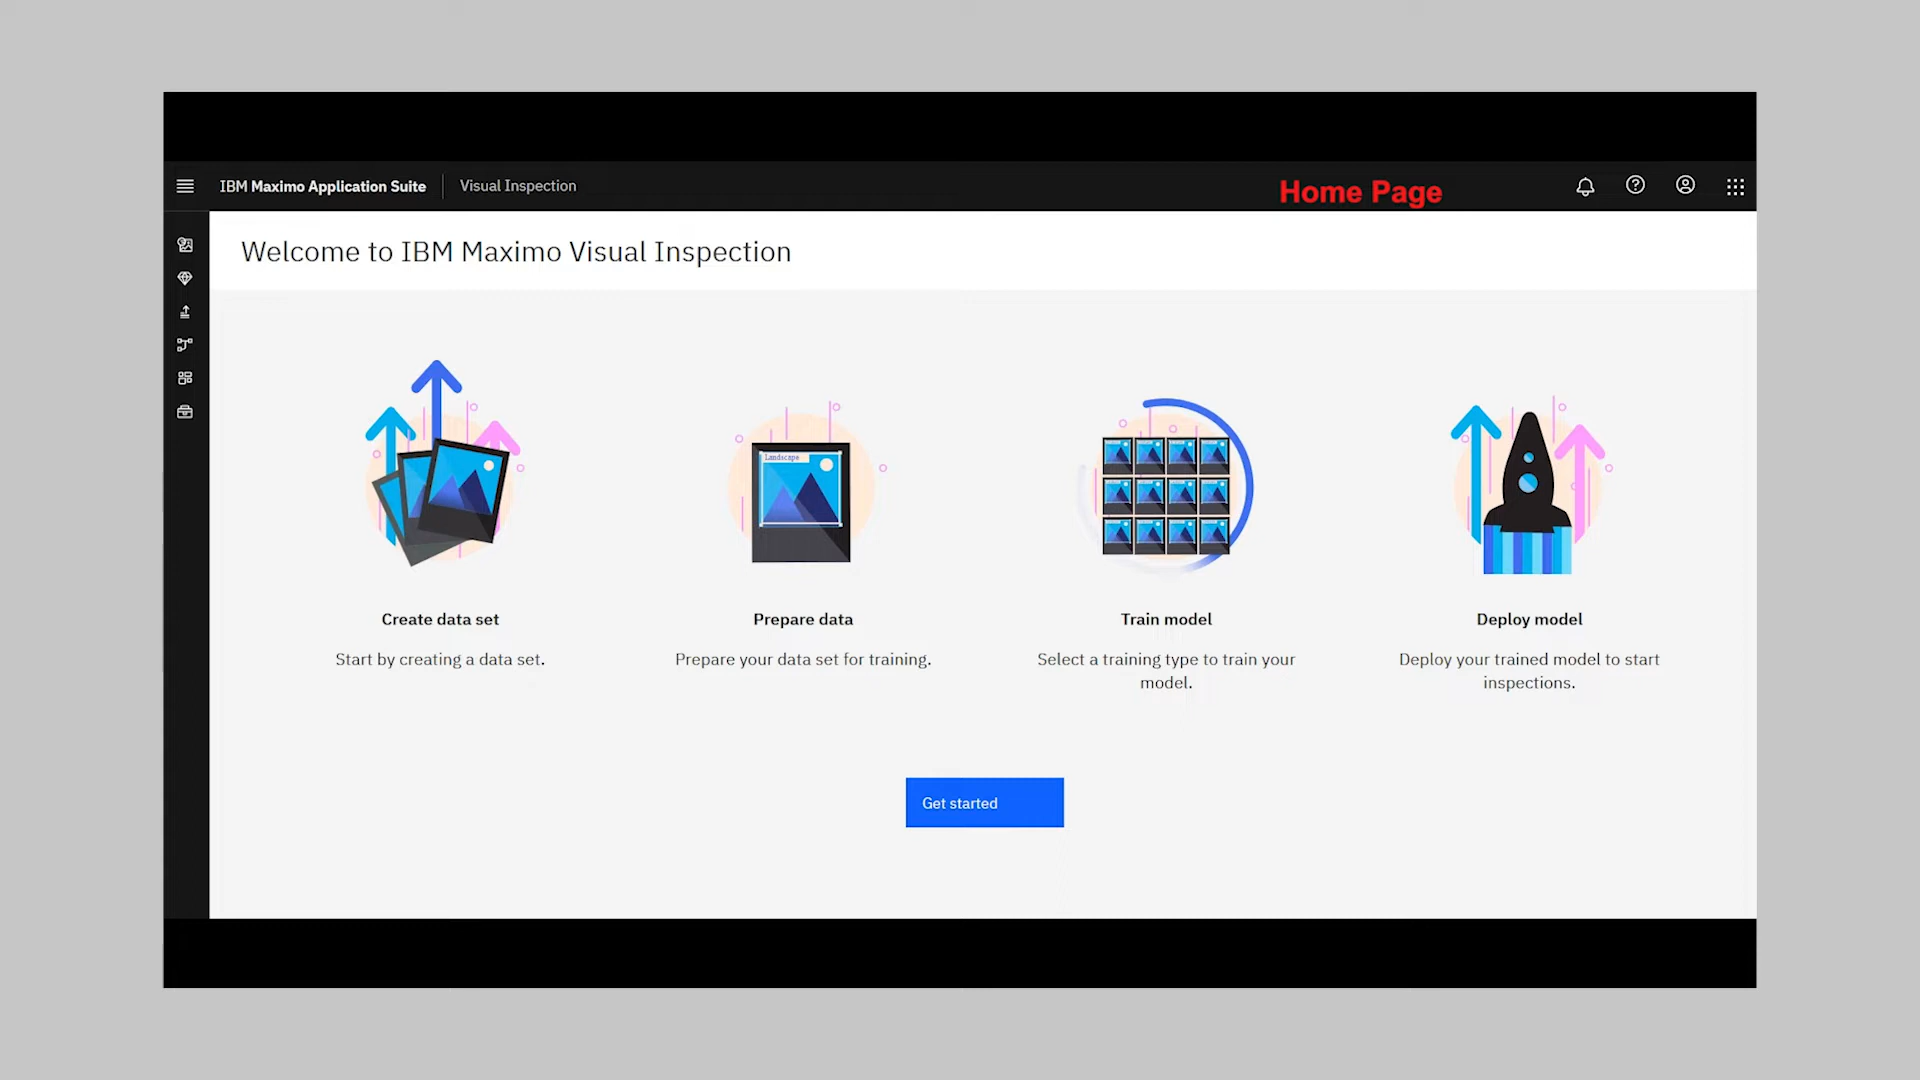 IBM Maximo Application Suite
Visual Inspection
Home Page
Welcome to IBM Maximo Visual Inspection
Landscape
Create data set
Start by creating a data set.
Prepare data
Prepare your data set for training.
Train model
Select a training type to train your
model.
Deploy model
Deploy your trained model to start
inspections.
Get started